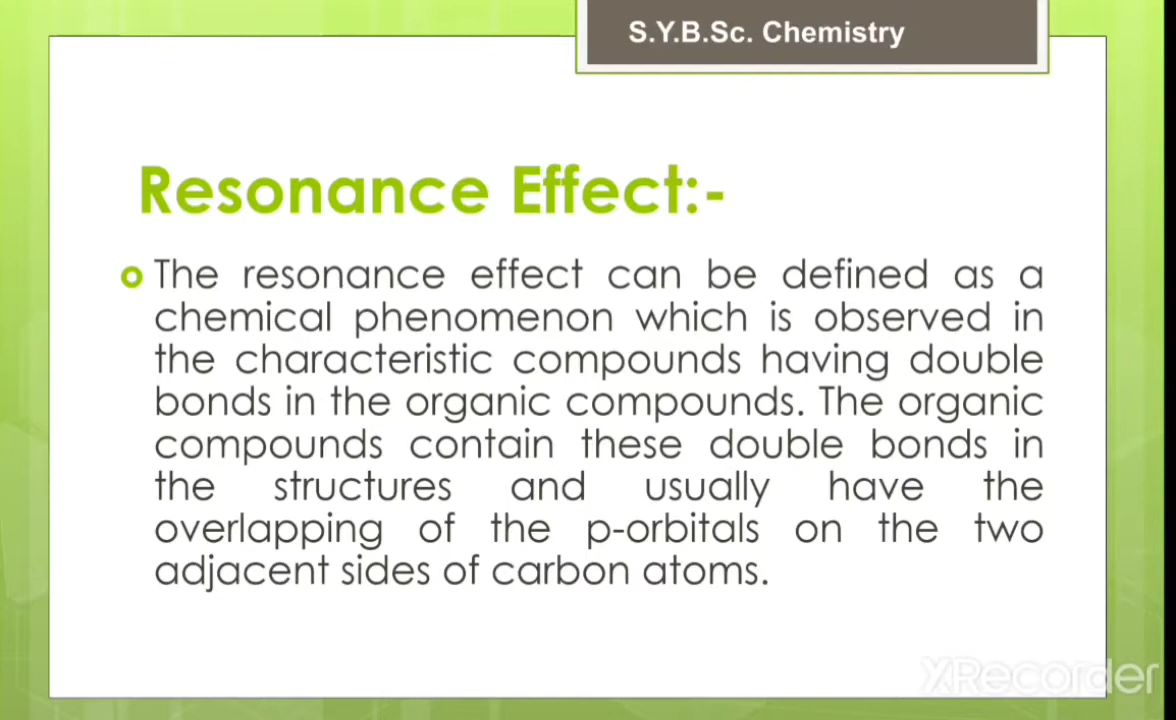 S.Y.B.Sc. Chemistry
Resonance Effect:-
The resonance effect can be defined as a
chemical phenomenon which is observed in
the characteristic compounds having double
bonds in the organic compounds. The organic
compounds contain these double bonds in
the structures and usually have the
overlapping of the p-orbitals on the two
adjacent sides of carbon atoms.
XRecorder